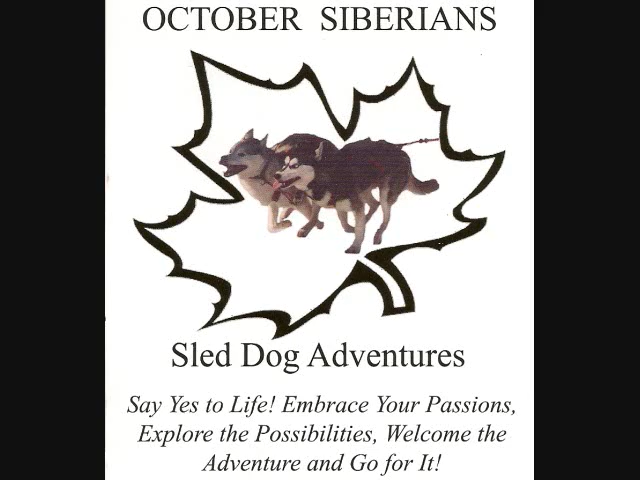 OCTOBER SIBERIANS
Sled Dog Adventures
Say Yes to Life! Embrace Your Passions,
Explore the Possibilities, Welcome the
Adventure and Go for It!